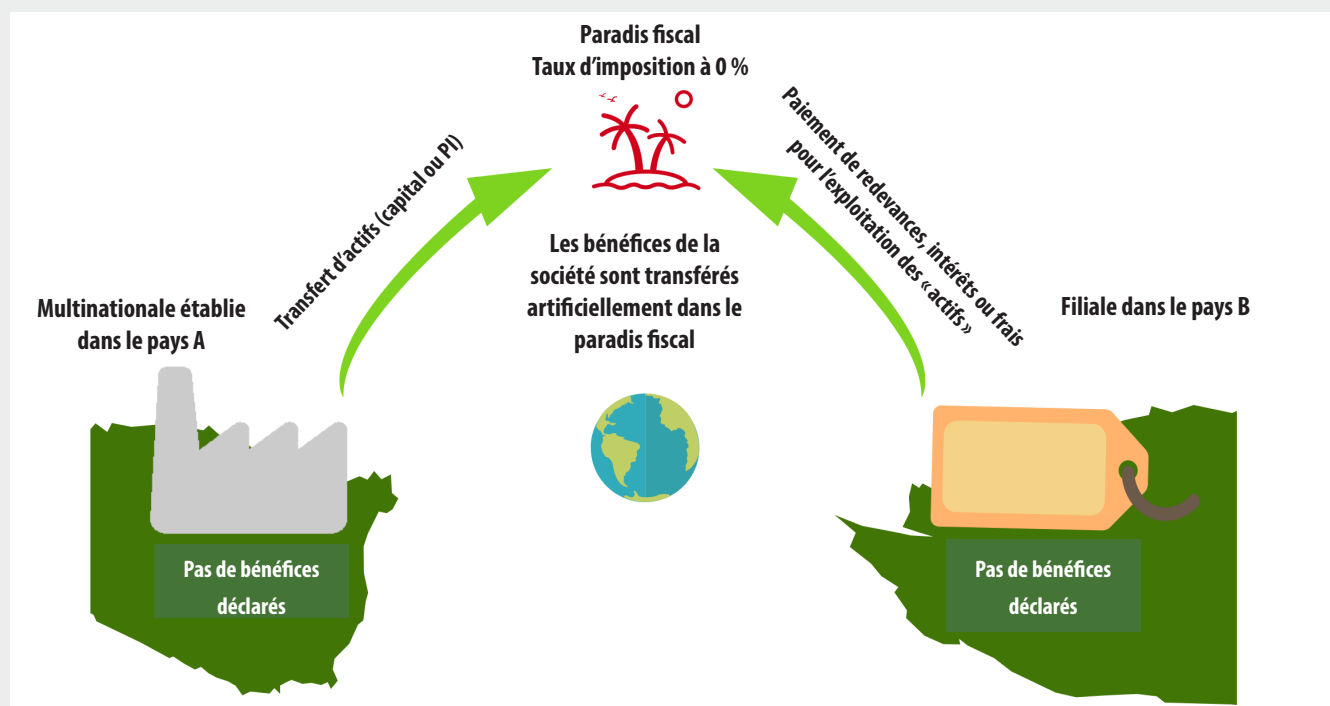 Paradis fiscal
Taux d'imposition à 0 %
Transfert d'actifs (capital ou PI)
Paiement de redevances, intérêts ou frais
pour l'exploitation des «actifs»
Les bénéfices de la
société sont transférés
artificiellement dans le
paradis fiscal
Multinationale établie
dans le pays A
Filiale dans le pays B
Pas de bénéfices
déclarés
Pas de bénéfices
déclarés